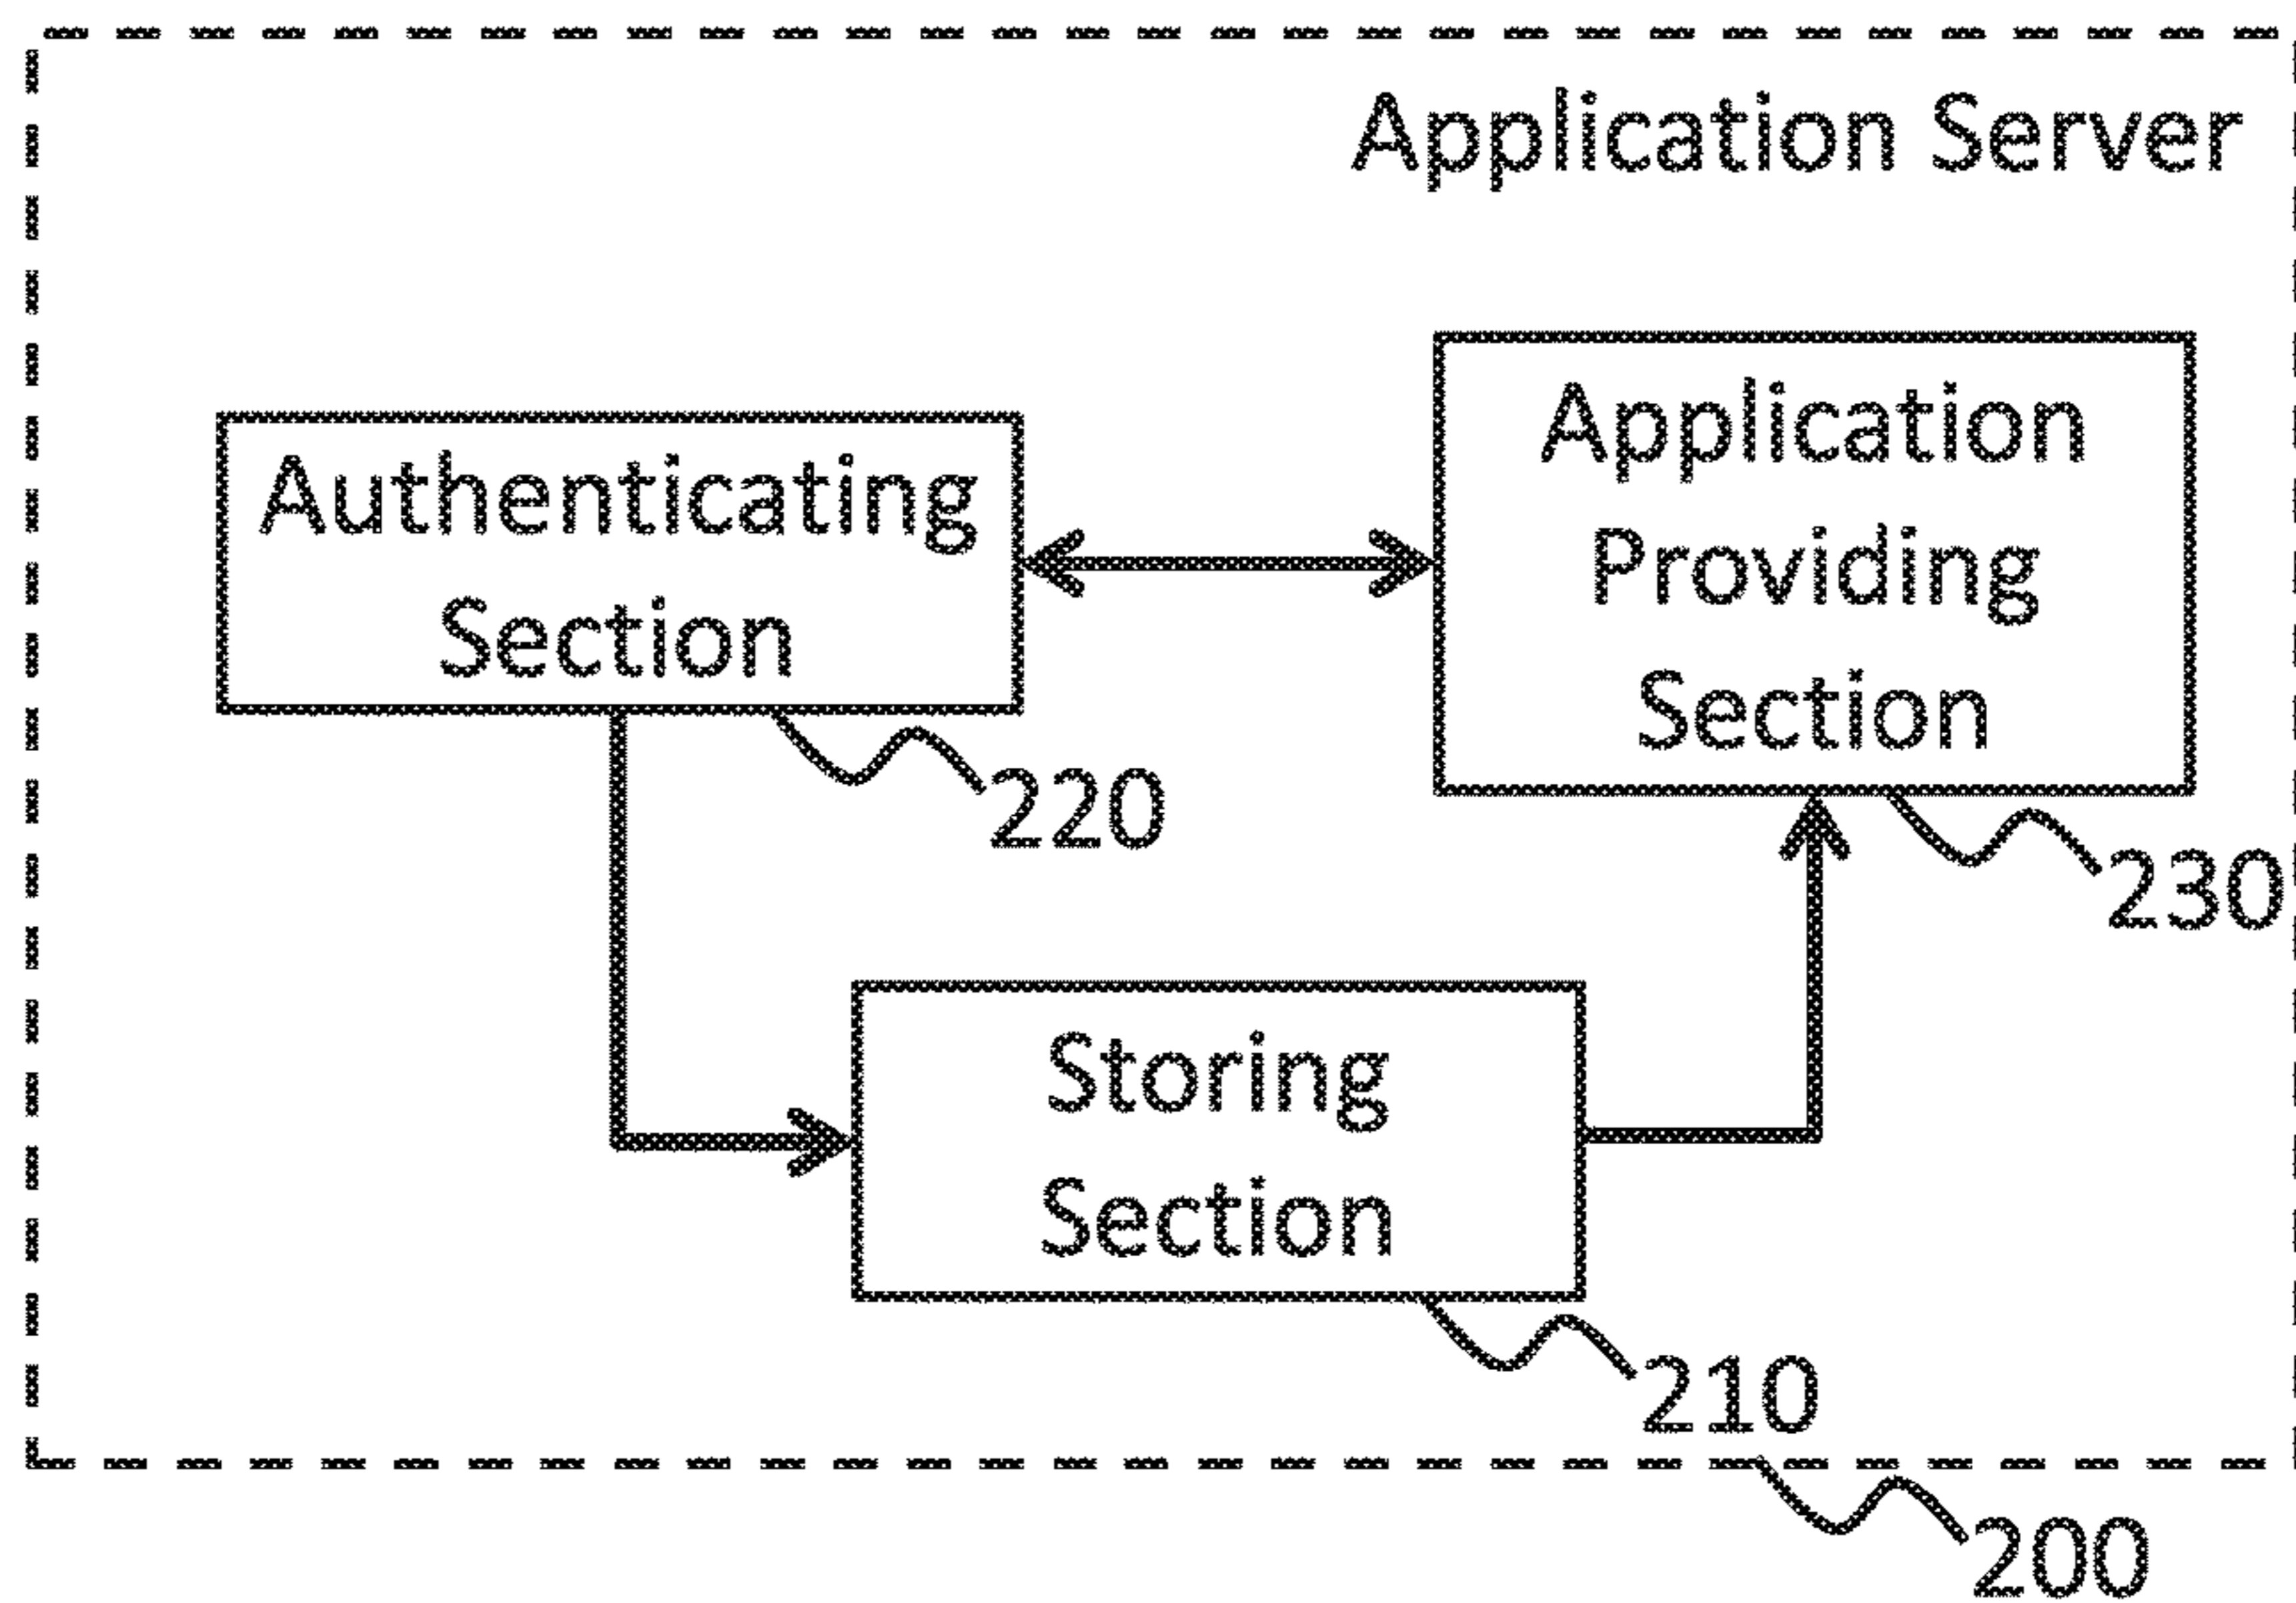 Application Server
Authenticating
Section
220
Application
Providing
Section
230
Storing
Section
210
200